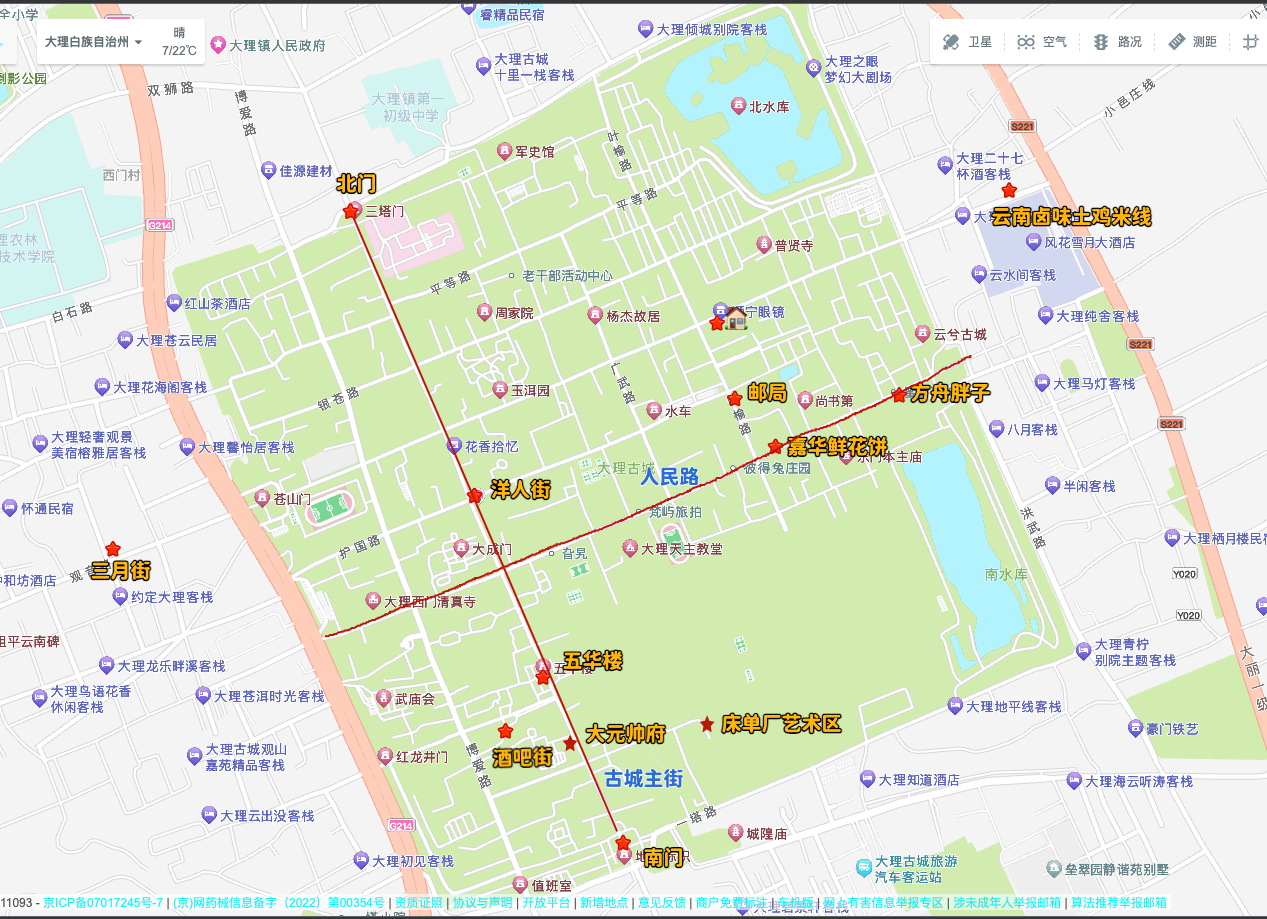 睿精品民宿
大理倾城别院客栈
大理白族自治州
晴
7/22℃
大理镇人民政府
卫星
空气
路况
测距
大理古城
十里一栈客栈
大理之眼
梦幻大剧场
倒影公园
双狮路
博爱路
大理镇第一
初级中学
北水库
小邑庄线
S221
叶榆路
军史馆
大理二十七
杯酒客栈
西门村
佳源建材
北门
三塔门
平等路
云南卤味土鸡米线
G214
风花雪月大酒店
普贤寺
技术学院
老干部活动中心
平等路
云水间客栈
红山茶酒店
白石路
周家院
杨杰故居
宁眼镜
大理纯舍客栈
大理苍云民居
云兮古城
S221
广武路
大理花海阁客栈
银苍路
玉洱园
邮局
尚书第
方舟胖子
大理马灯客栈
水车
榆路
S221
大理轻奢观景
美宿榕雅居客栈
大理馨怡居客栈
花香拾忆
嘉华鲜花饼
本主庙
八月客栈
大理古城
人民路
彼得兔庄园
洋人街
半闲客栈
苍山门
怀通民宿
梵屿旅拍
洪武路
护国路
大成门
旮旯
大理天主教堂
大理栖月楼民宿
三月街
和坊酒店
南水库
Y020
约定大理客栈
大理西门清真寺
Y020
祖平云南碑
大理青柠
别院主题客栈
大丽一级
大理龙乐畔溪客栈
五华楼
大理鸟语花香
休闲客栈
大理苍洱时光客栈
武庙会
大理地平线客栈
床单厂艺术区
豪门铁艺
大元帅府
大理古城观山
嘉苑精品客栈
红龙井门
酒吧街
博爱路
古城主街
大理知道酒店
大理海云听涛客栈
大理云出没客栈
G214
一塔路
城隍庙
大理初见客栈
南门
大理古城旅游
汽车客运站
垒翠园静谐苑别墅
值班室
11093 - 京ICP备07017245号-7 | (京)网药械信息备字（2022）第00354号 | 资质证照 | 协议与声明 | 开放平台 | 新增地点 | 意见反馈 | 商户免费标注 | 车机版 | 网上有害信息举报专区 | 涉未成年人举报邮箱 | 算法推荐举报邮箱